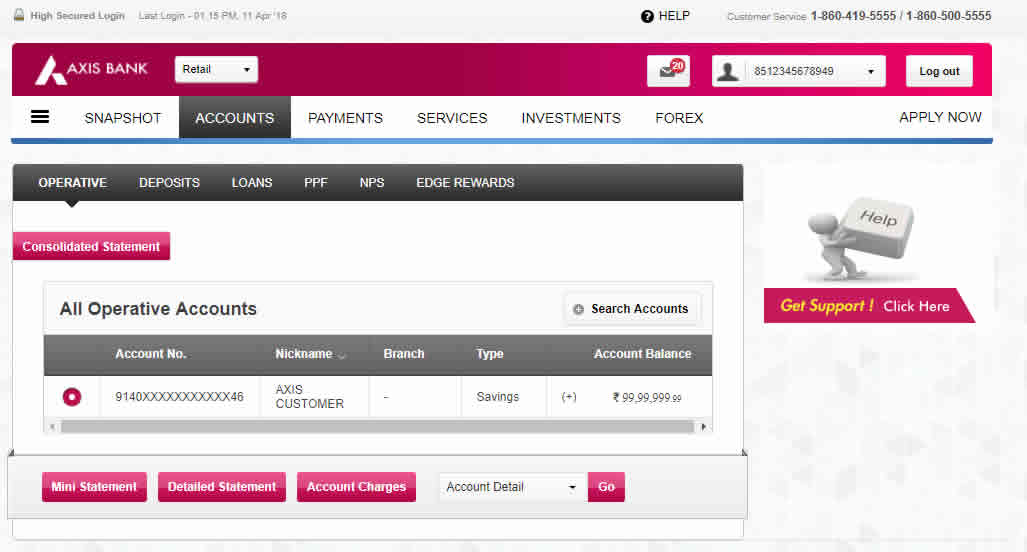 High Secured Login Last Login - 01.15 PM, 11 Apr '18 ? HELP Customer Service 1-860-419-5555 / 1-860-500-5555
AXIS BANK Retail 20 8512345678949 Log out
SNAPSHOT ACCOUNTS PAYMENTS SERVICES INVESTMENTS FOREX APPLY NOW
OPERATIVE DEPOSITS LOANS PPF NPS EDGE REWARDS
Help
Consolidated Statement
Get Support ! Click Here
All Operative Accounts Search Accounts
Account No. Nickname Branch Type Account Balance
9140XXXXXXXXXXX46 AXIS CUSTOMER - Savings (+) ₹ 99,99,999.99
Mini Statement Detailed Statement Account Charges Account Detail Go